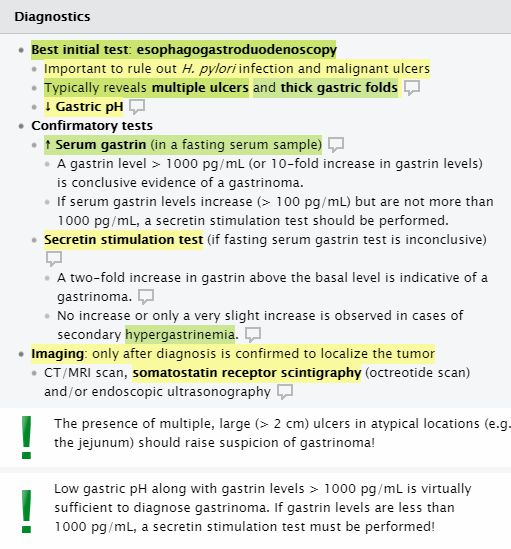 Diagnostics
Best initial test: esophagogastroduodenoscopy
Important to rule out H. pylori infection and malignant ulcers
Typically reveals multiple ulcers and thick gastric folds
↓ Gastric pH
Confirmatory tests
↑ Serum gastrin (in a fasting serum sample)
A gastrin level > 1000 pg/mL (or 10-fold increase in gastrin levels)
is conclusive evidence of a gastrinoma.
If serum gastrin levels increase (> 100 pg/mL) but are not more than
1000 pg/mL, a secretin stimulation test should be performed.
Secretin stimulation test (if fasting serum gastrin test is inconclusive)
A two-fold increase in gastrin above the basal level is indicative of a
gastrinoma.
No increase or only a very slight increase is observed in cases of
secondary hypergastrinemia.
Imaging: only after diagnosis is confirmed to localize the tumor
CT/MRI scan, somatostatin receptor scintigraphy (octreotide scan)
and/or endoscopic ultrasonography
The presence of multiple, large (> 2 cm) ulcers in atypical locations (e.g.
the jejunum) should raise suspicion of gastrinoma!
Low gastric pH along with gastrin levels > 1000 pg/mL is virtually
sufficient to diagnose gastrinoma. If gastrin levels are less than
1000 pg/mL, a secretin stimulation test must be performed!